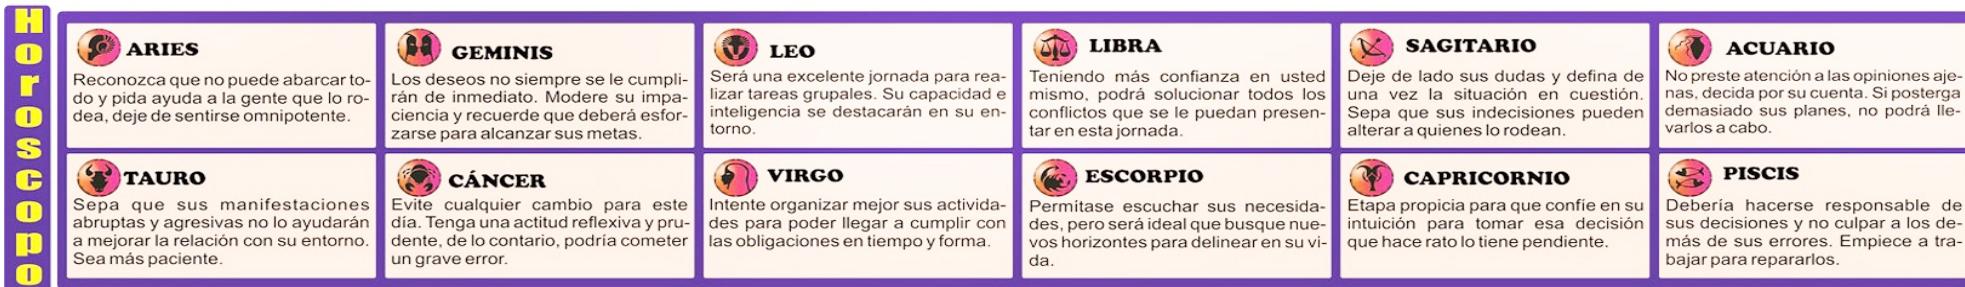 Horoscopo
ARIES
Reconozca que no puede abarcar to-
do y pida ayuda a la gente que lo ro-
dea, deje de sentirse omnipotente.
GEMINIS
Los deseos no siempre se le cumpli-
rán de inmediato. Modere su impa-
ciencia y recuerde que deberá esfor-
zarse para alcanzar sus metas.
LEO
Será una excelente jornada para rea-
lizar tareas grupales. Su capacidad e
inteligencia se destacarán en su en-
torno.
LIBRA
Teniendo más confianza en usted
mismo, podrá solucionar todos los
conflictos que se le puedan presen-
tar en esta jornada.
SAGITARIO
Deje de lado sus dudas y defina de
una vez la situación en cuestión.
Sepa que sus indecisiones pueden
alterar a quienes lo rodean.
ACUARIO
No preste atención a las opiniones aje-
nas, decida por su cuenta. Si posterga
demasiado sus planes, no podrá lle-
varlos a cabo.
TAURO
Sepa que sus manifestaciones
abruptas y agresivas no lo ayudarán
a mejorar la relación con su entorno.
Sea más paciente.
CÁNCER
Evite cualquier cambio para este
día. Tenga una actitud reflexiva y pru-
dente, de lo contario, podría cometer
un grave error.
VIRGO
Intente organizar mejor sus activida-
des para poder llegar a cumplir con
las obligaciones en tiempo y forma.
ESCORPIO
Permítase escuchar sus necesida-
des, pero será ideal que busque nue-
vos horizontes para delinear en su vi-
da.
CAPRICORNIO
Etapa propicia para que confíe en su
intuición para tomar esa decisión
que hace rato lo tiene pendiente.
PISCIS
Debería hacerse responsable de
sus decisiones y no culpar a los de-
más de sus errores. Empiece a tra-
bajar para repararlos.